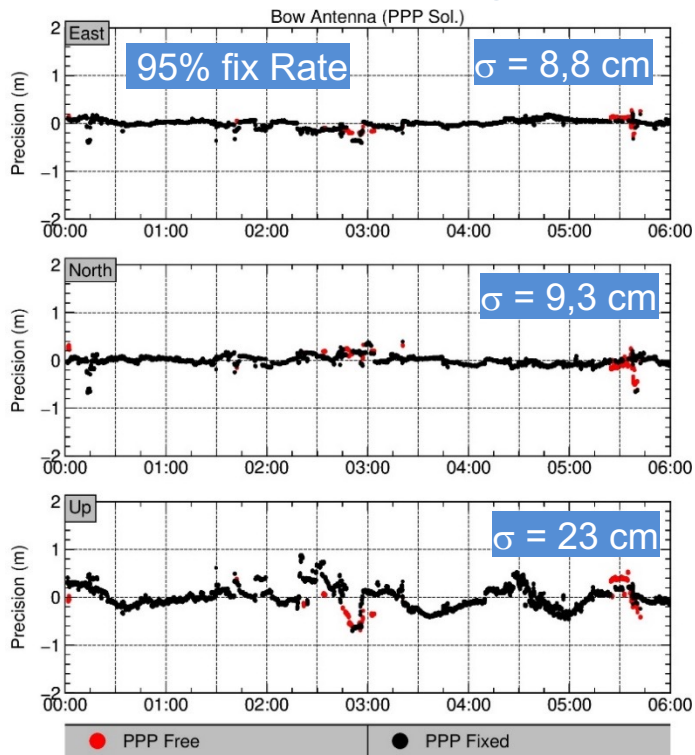 Bow Antenna (PPP Sol.)
East
95% fix Rate
σ = 8,8 cm
Precision (m)
2
1
0
−1
−2
00:00 01:00 02:00 03:00 04:00 05:00 06:00
North
σ = 9,3 cm
Precision (m)
2
1
0
−1
−2
00:00 01:00 02:00 03:00 04:00 05:00 06:00
Up
σ = 23 cm
Precision (m)
2
1
0
−1
−2
00:00 01:00 02:00 03:00 04:00 05:00 06:00
PPP Free PPP Fixed